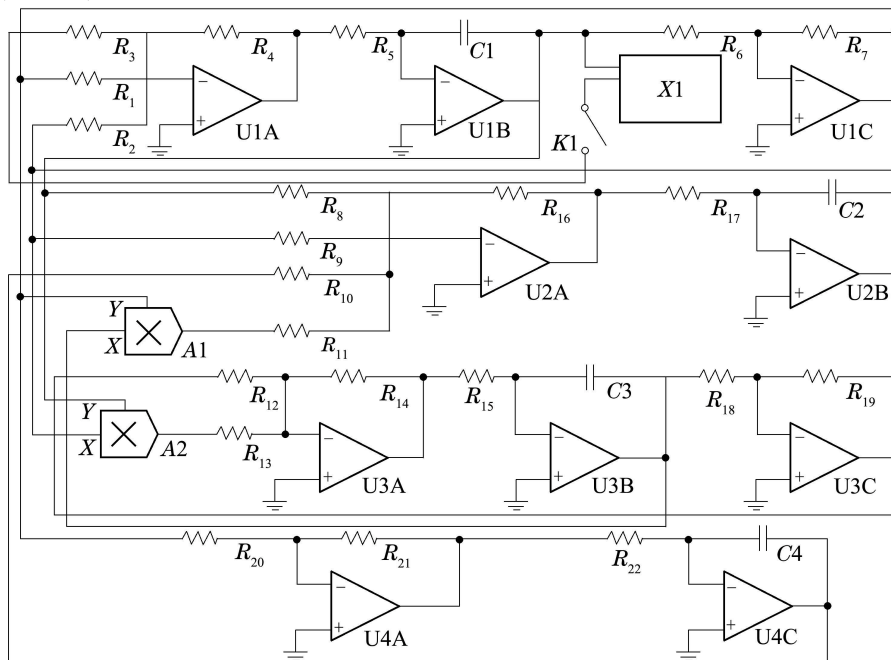 R3 R4 R5 C1 R6 R7
R1 − − X1 −
+ U1A + U1B + U1C
R2 K1
R8 R16 R17 C2
R9 − −
R10 + U2A + U2B
Y
X A1 R11
R12 R14 R15 C3 R18 R19
Y
X A2 R13 − − −
+ U3A + U3B + U3C
R20 R21 R22 C4
− −
+ U4A + U4C